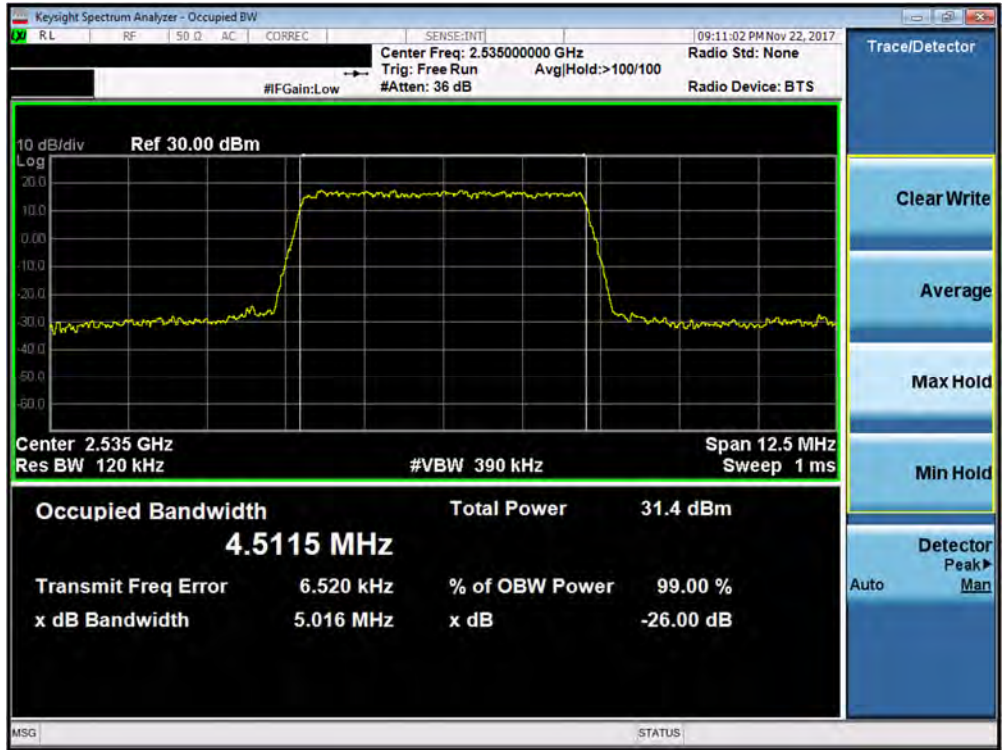 Keysight Spectrum Analyzer - Occupied BW
RL RF 50 Ω AC CORREC SENSE:INT 09:11:02 PM Nov 22, 2017
Center Freq: 2.535000000 GHz Radio Std: None
Trig: Free Run Avg|Hold:>100/100
#IFGain:Low #Atten: 36 dB Radio Device: BTS
Trace/Detector
10 dB/div Ref 30.00 dBm
Log
20.0
10.0
0.00
-10.0
-20.0
-30.0
-40.0
-50.0
-60.0
Center 2.535 GHz Span 12.5 MHz
Res BW 120 kHz #VBW 390 kHz Sweep 1 ms
Occupied Bandwidth Total Power 31.4 dBm
4.5115 MHz
Transmit Freq Error 6.520 kHz % of OBW Power 99.00 %
x dB Bandwidth 5.016 MHz x dB -26.00 dB
Clear Write
Average
Max Hold
Min Hold
Detector
Peak▶
Auto Man
MSG STATUS